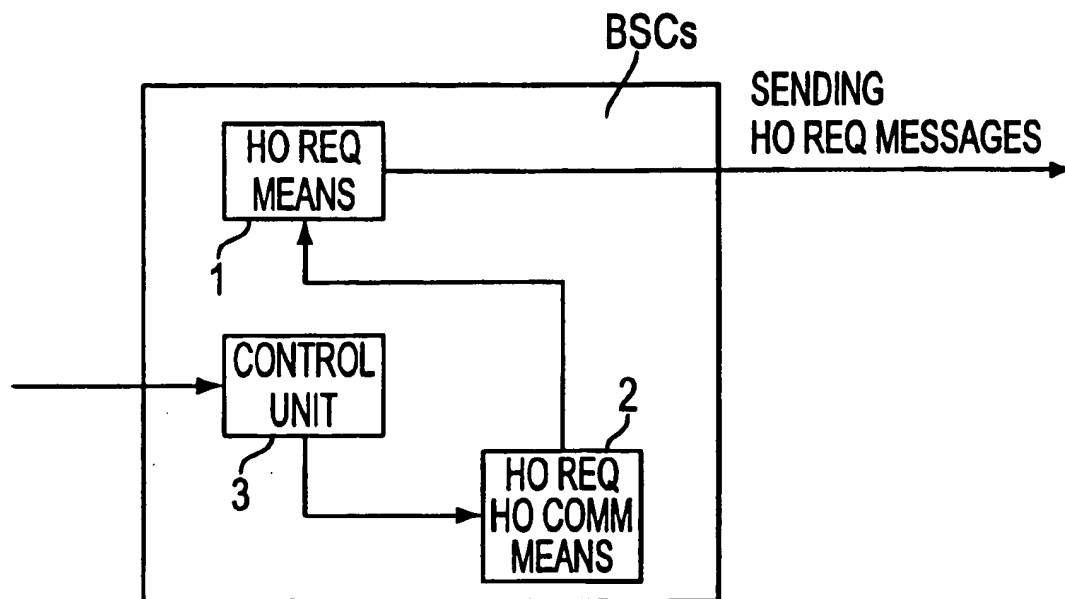 BSCs
SENDING
HO REQ MESSAGES
HO REQ
MEANS
1
CONTROL
UNIT
3
2
HO REQ
HO COMM
MEANS